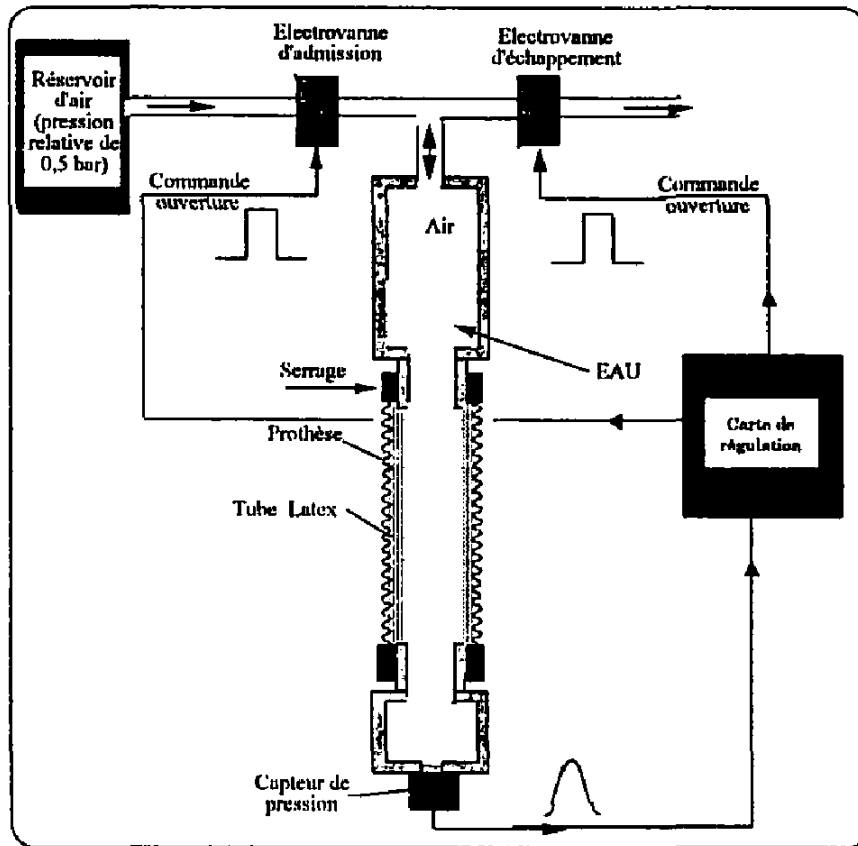 Electrovanne
d'admission
Electrovanne
d'échappement
Réservoir
d'air
(pression
relative de
0,5 bar)
Commande
ouverture
Commande
ouverture
Air
EAU
Serrage
Prothèse
Tube Latex
Carte de
régulation
Capteur de
pression